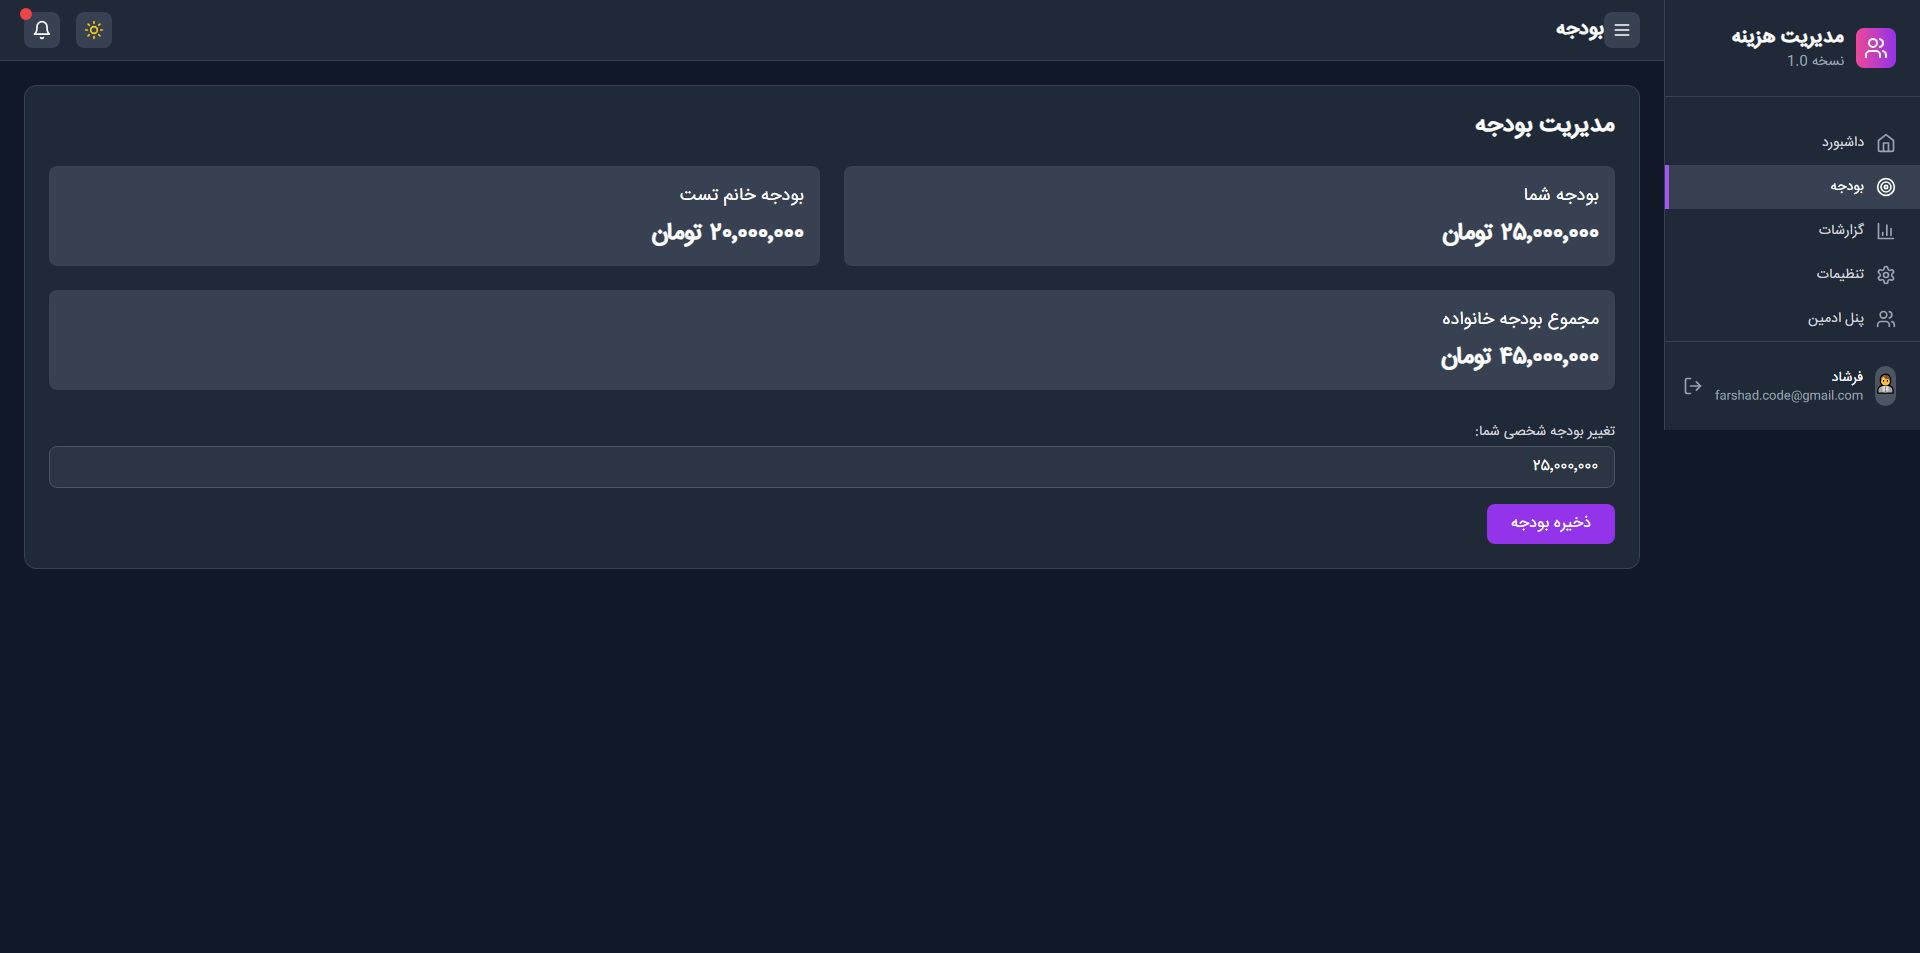 مدیریت هزینه
نسخه 1.0
داشبورد
بودجه
گزارشات
تنظیمات
پنل ادمین
فرشاد
farshad.code@gmail.com
بودجه
مدیریت بودجه
بودجه شما
۲۵,۰۰۰,۰۰۰ تومان
بودجه خانم تست
۲۰,۰۰۰,۰۰۰ تومان
مجموع بودجه خانواده
۴۵,۰۰۰,۰۰۰ تومان
تغییر بودجه شخصی شما:
۲۵,۰۰۰,۰۰۰
ذخیره بودجه